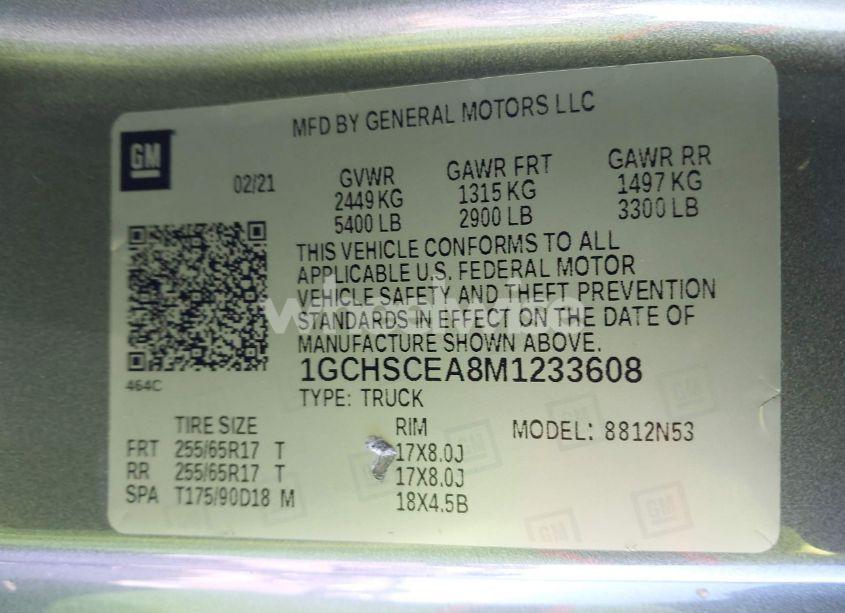 GM
MFD BY GENERAL MOTORS LLC
02/21
GVWR GAWR FRT GAWR RR
2449 KG 1315 KG 1497 KG
5400 LB 2900 LB 3300 LB
THIS VEHICLE CONFORMS TO ALL
APPLICABLE U.S. FEDERAL MOTOR
VEHICLE SAFETY AND THEFT PREVENTION
STANDARDS IN EFFECT ON THE DATE OF
MANUFACTURE SHOWN ABOVE.
464C
1GCHSCEA8M1233608
TYPE: TRUCK
TIRE SIZE RIM MODEL: 8812N53
FRT 255/65R17 T 17X8.0J
RR 255/65R17 T 17X8.0J
SPA T175/90D18 M 18X4.5B
GM
GM